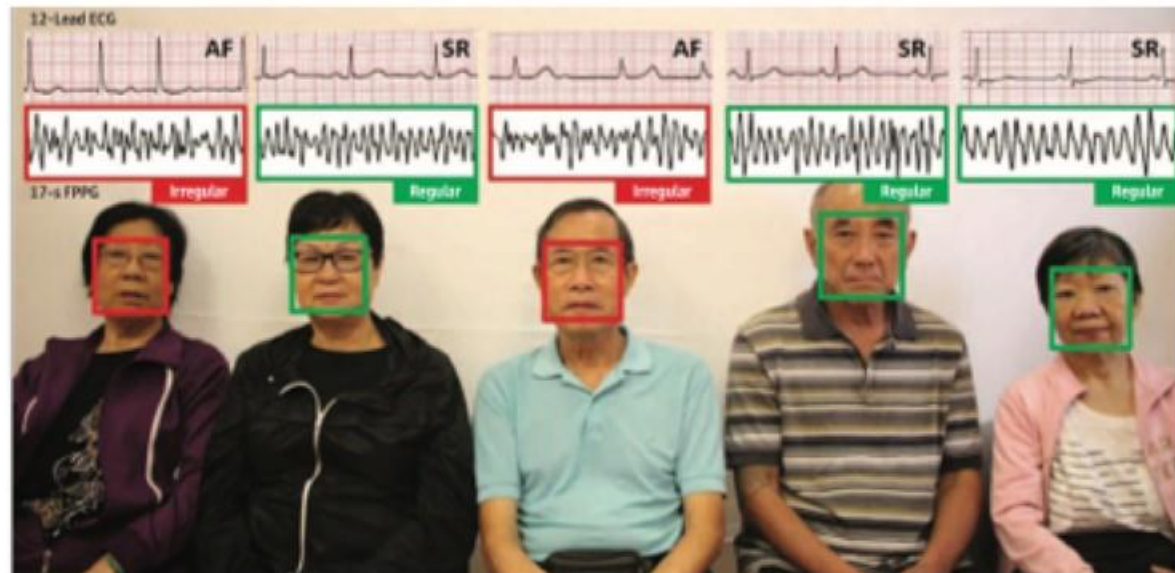 12-Lead ECG
AF SR AF SR SR
17-s FPPG
Irregular Regular Irregular Regular Regular